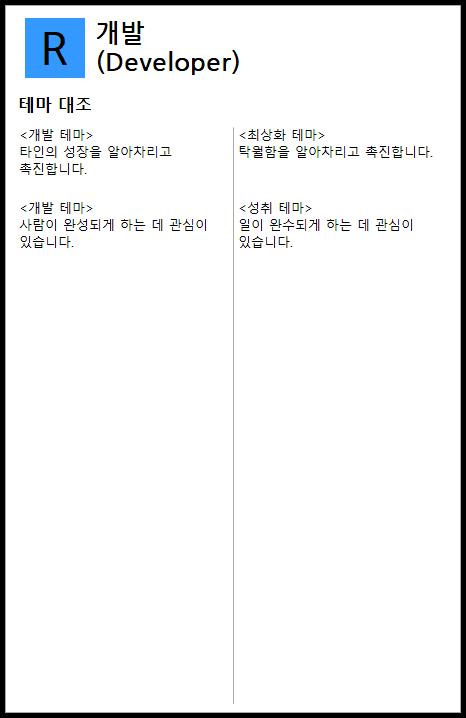 R
개발
(Developer)
테마 대조
<개발 테마>
타인의 성장을 알아차리고
촉진합니다.
<최상화 테마>
탁월함을 알아차리고 촉진합니다.
<개발 테마>
사람이 완성되게 하는 데 관심이
있습니다.
<성취 테마>
일이 완수되게 하는 데 관심이
있습니다.